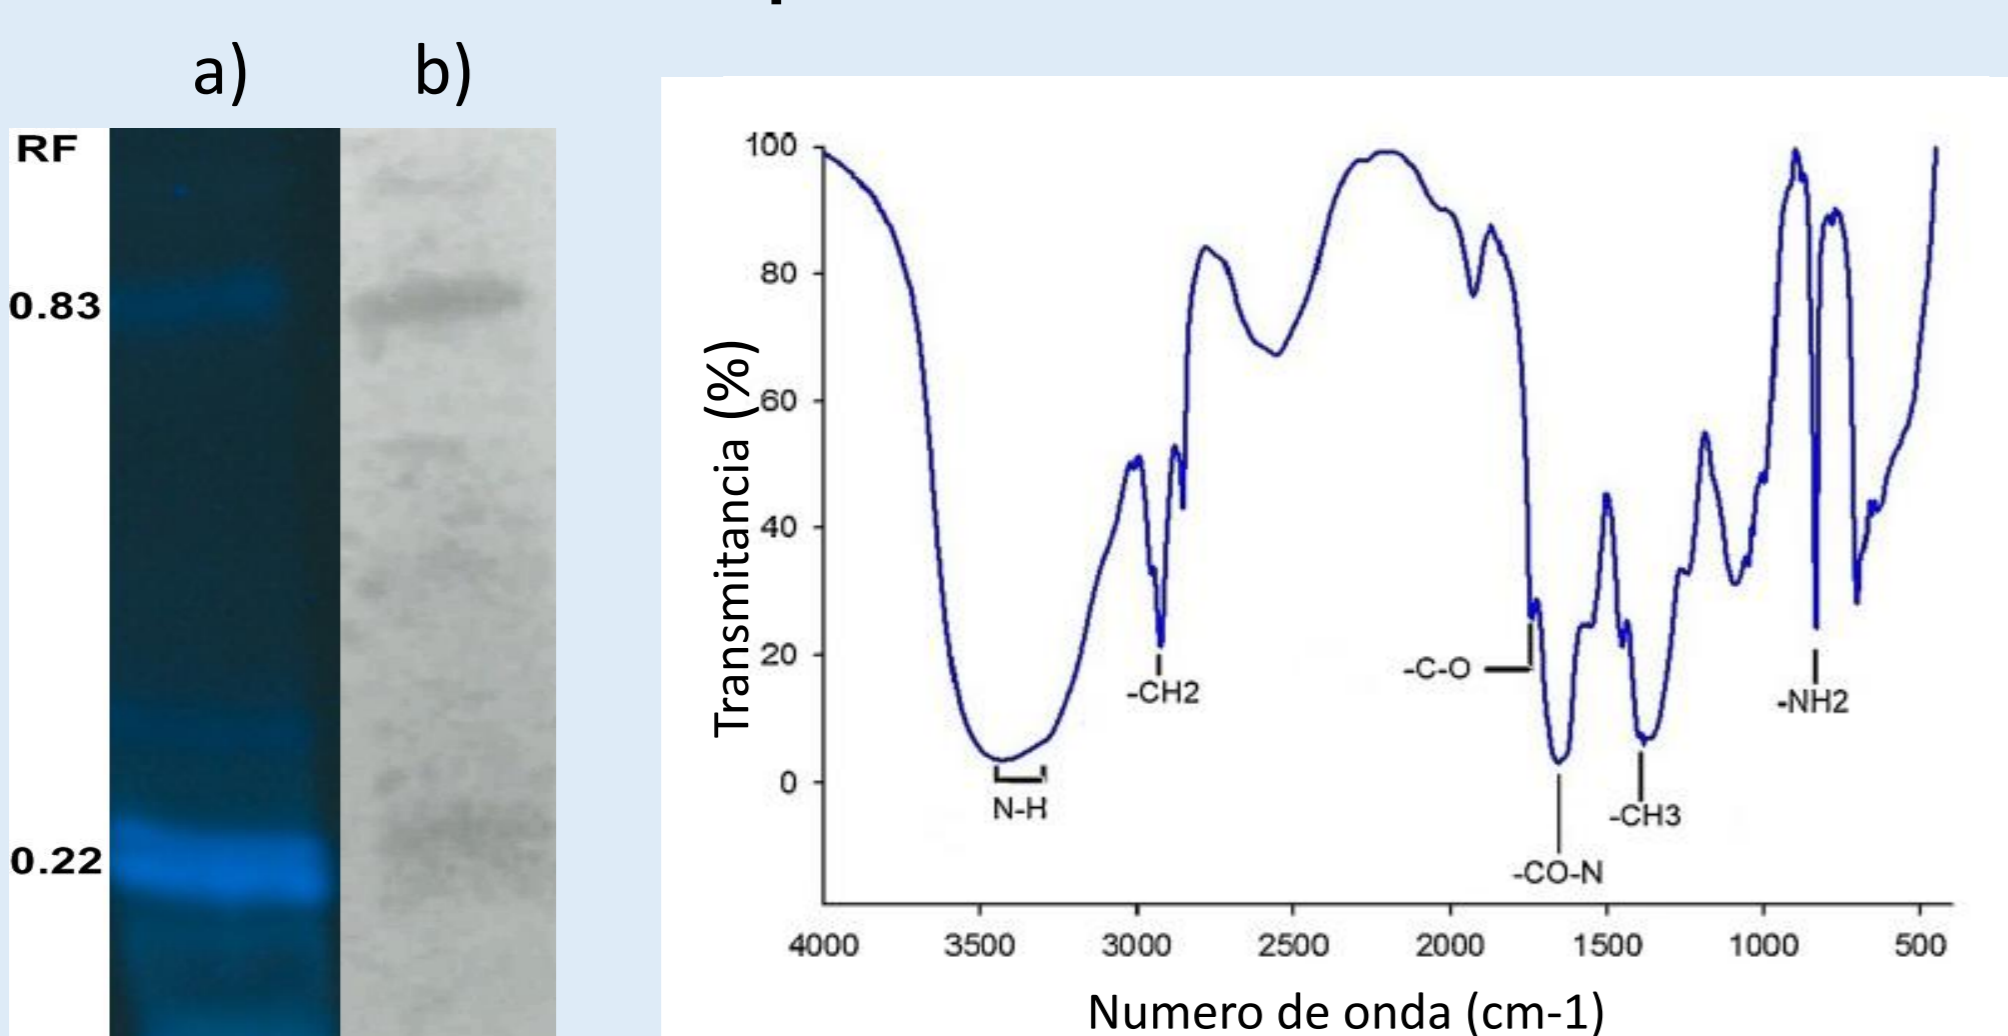 a)
b)
RF
0.83
0.22
100
80
60
40
20
0
Transmitancia (%)
-CH2
-C-O
-NH2
N-H
-CH3
-CO-N
4000 3500 3000 2500 2000 1500 1000 500
Numero de onda (cm-1)